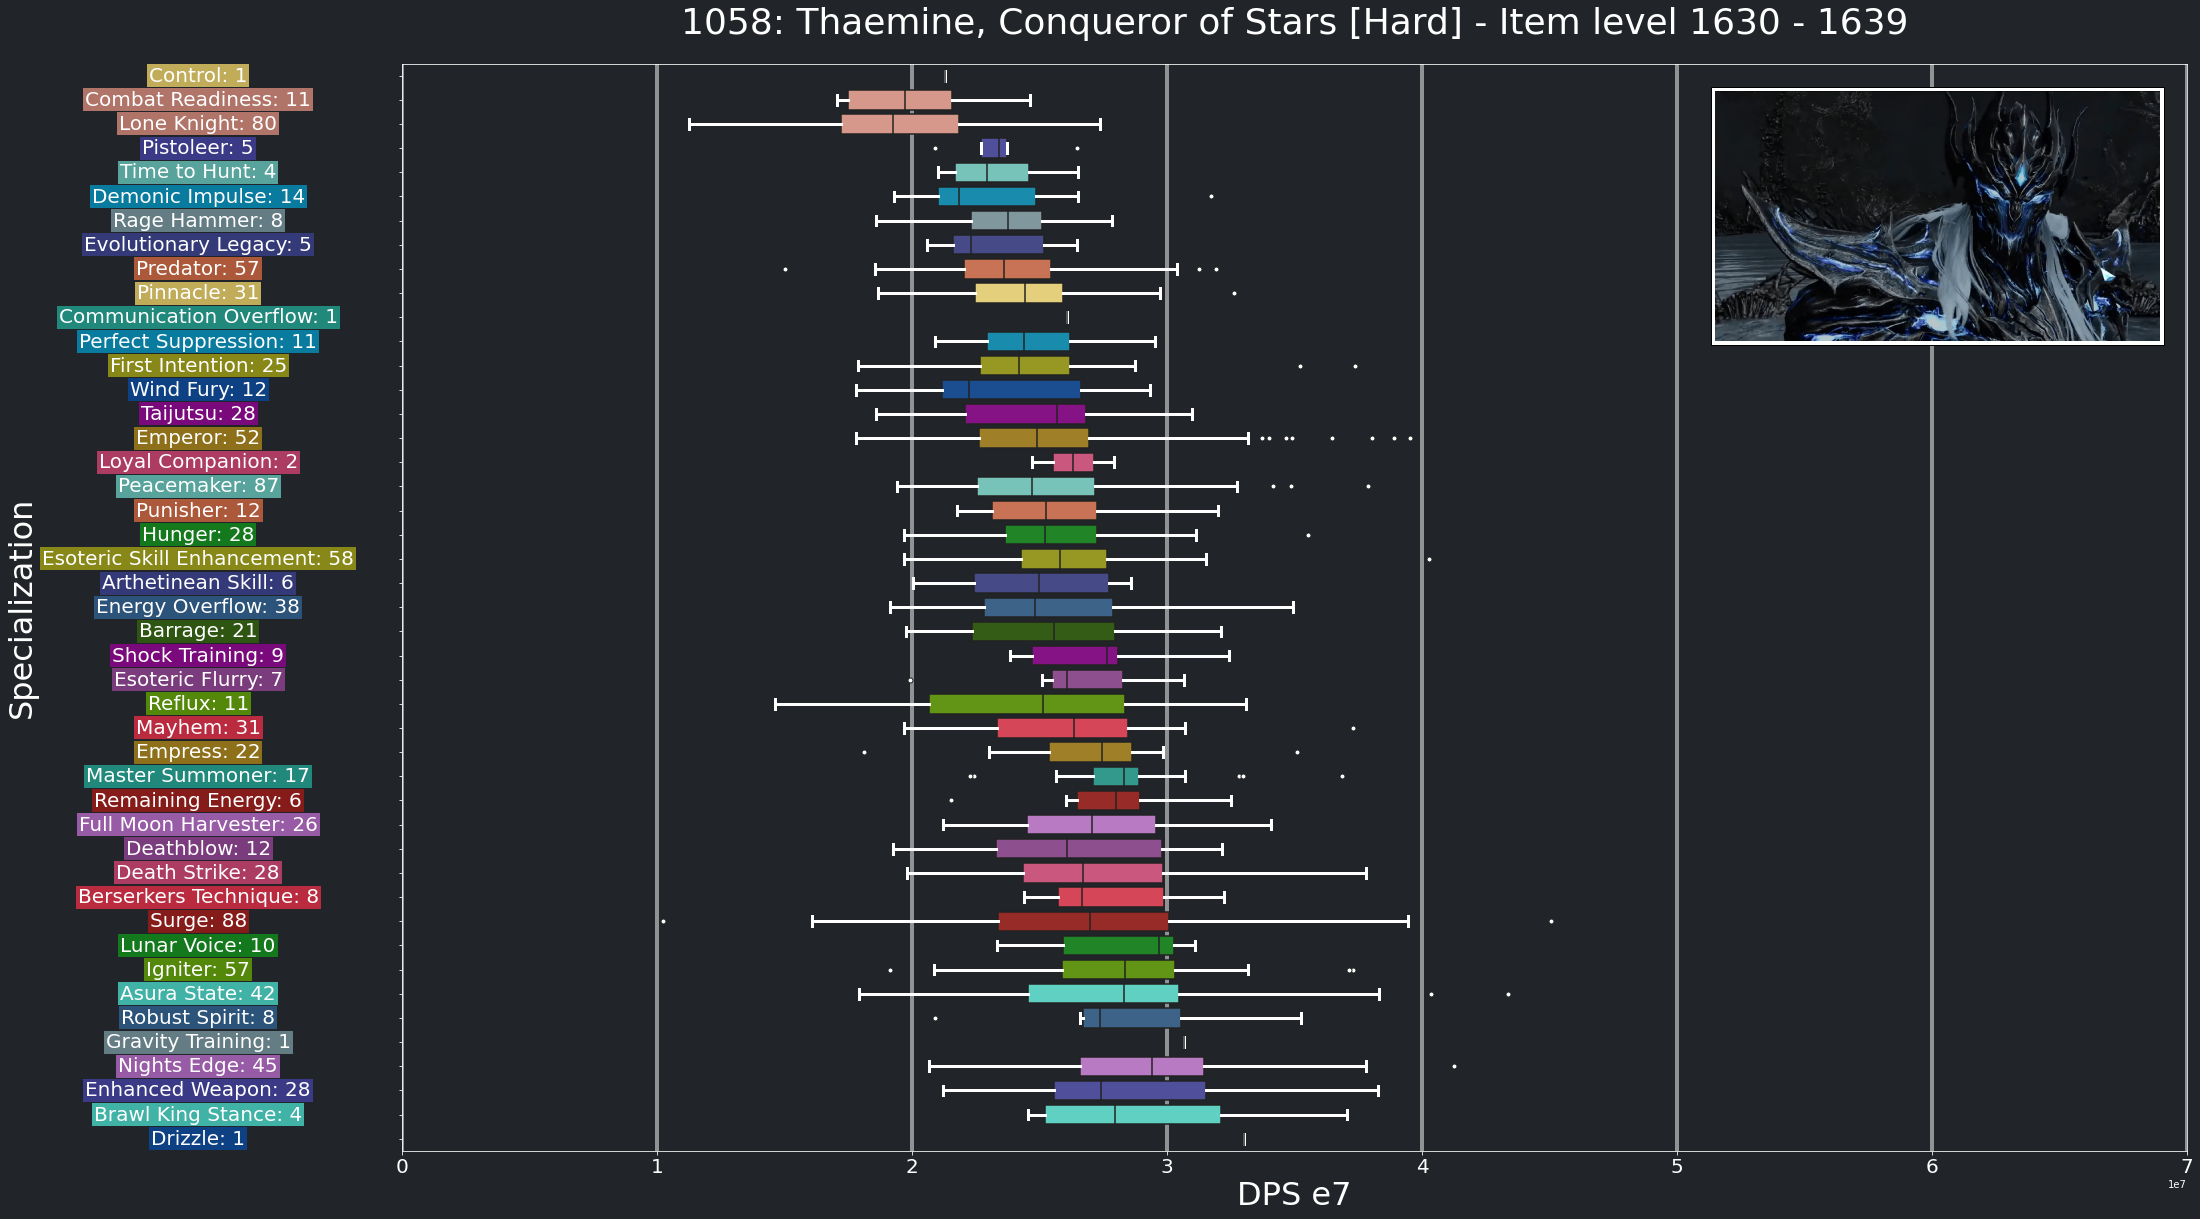 1058: Thaemine, Conqueror of Stars [Hard] - Item level 1630 - 1639
Specialization
Control: 1
Combat Readiness: 11
Lone Knight: 80
Pistoleer: 5
Time to Hunt: 4
Demonic Impulse: 14
Rage Hammer: 8
Evolutionary Legacy: 5
Predator: 57
Pinnacle: 31
Communication Overflow: 1
Perfect Suppression: 11
First Intention: 25
Wind Fury: 12
Taijutsu: 28
Emperor: 52
Loyal Companion: 2
Peacemaker: 87
Punisher: 12
Hunger: 28
Esoteric Skill Enhancement: 58
Arthetinean Skill: 6
Energy Overflow: 38
Barrage: 21
Shock Training: 9
Esoteric Flurry: 7
Reflux: 11
Mayhem: 31
Empress: 22
Master Summoner: 17
Remaining Energy: 6
Full Moon Harvester: 26
Deathblow: 12
Death Strike: 28
Berserkers Technique: 8
Surge: 88
Lunar Voice: 10
Igniter: 57
Asura State: 42
Robust Spirit: 8
Gravity Training: 1
Nights Edge: 45
Enhanced Weapon: 28
Brawl King Stance: 4
Drizzle: 1
0 1 2 3 4 5 6 7
DPS e7
1e7